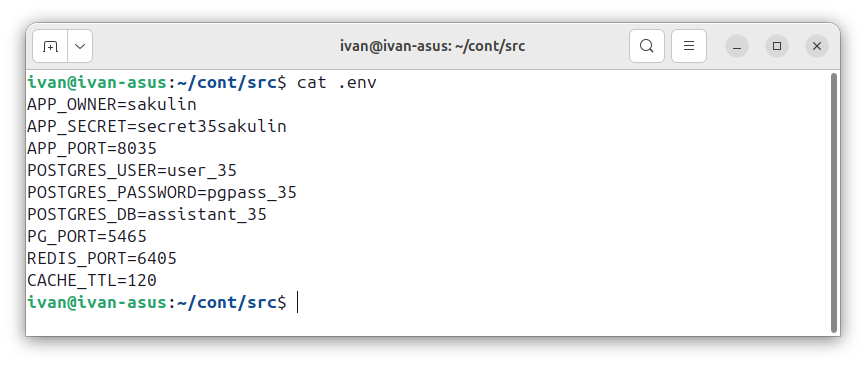 ivan@ivan-asus: ~/cont/src
ivan@ivan-asus:~/cont/src$ cat .env
APP_OWNER=sakulin
APP_SECRET=secret35sakulin
APP_PORT=8035
POSTGRES_USER=user_35
POSTGRES_PASSWORD=pgpass_35
POSTGRES_DB=assistant_35
PG_PORT=5465
REDIS_PORT=6405
CACHE_TTL=120
ivan@ivan-asus:~/cont/src$